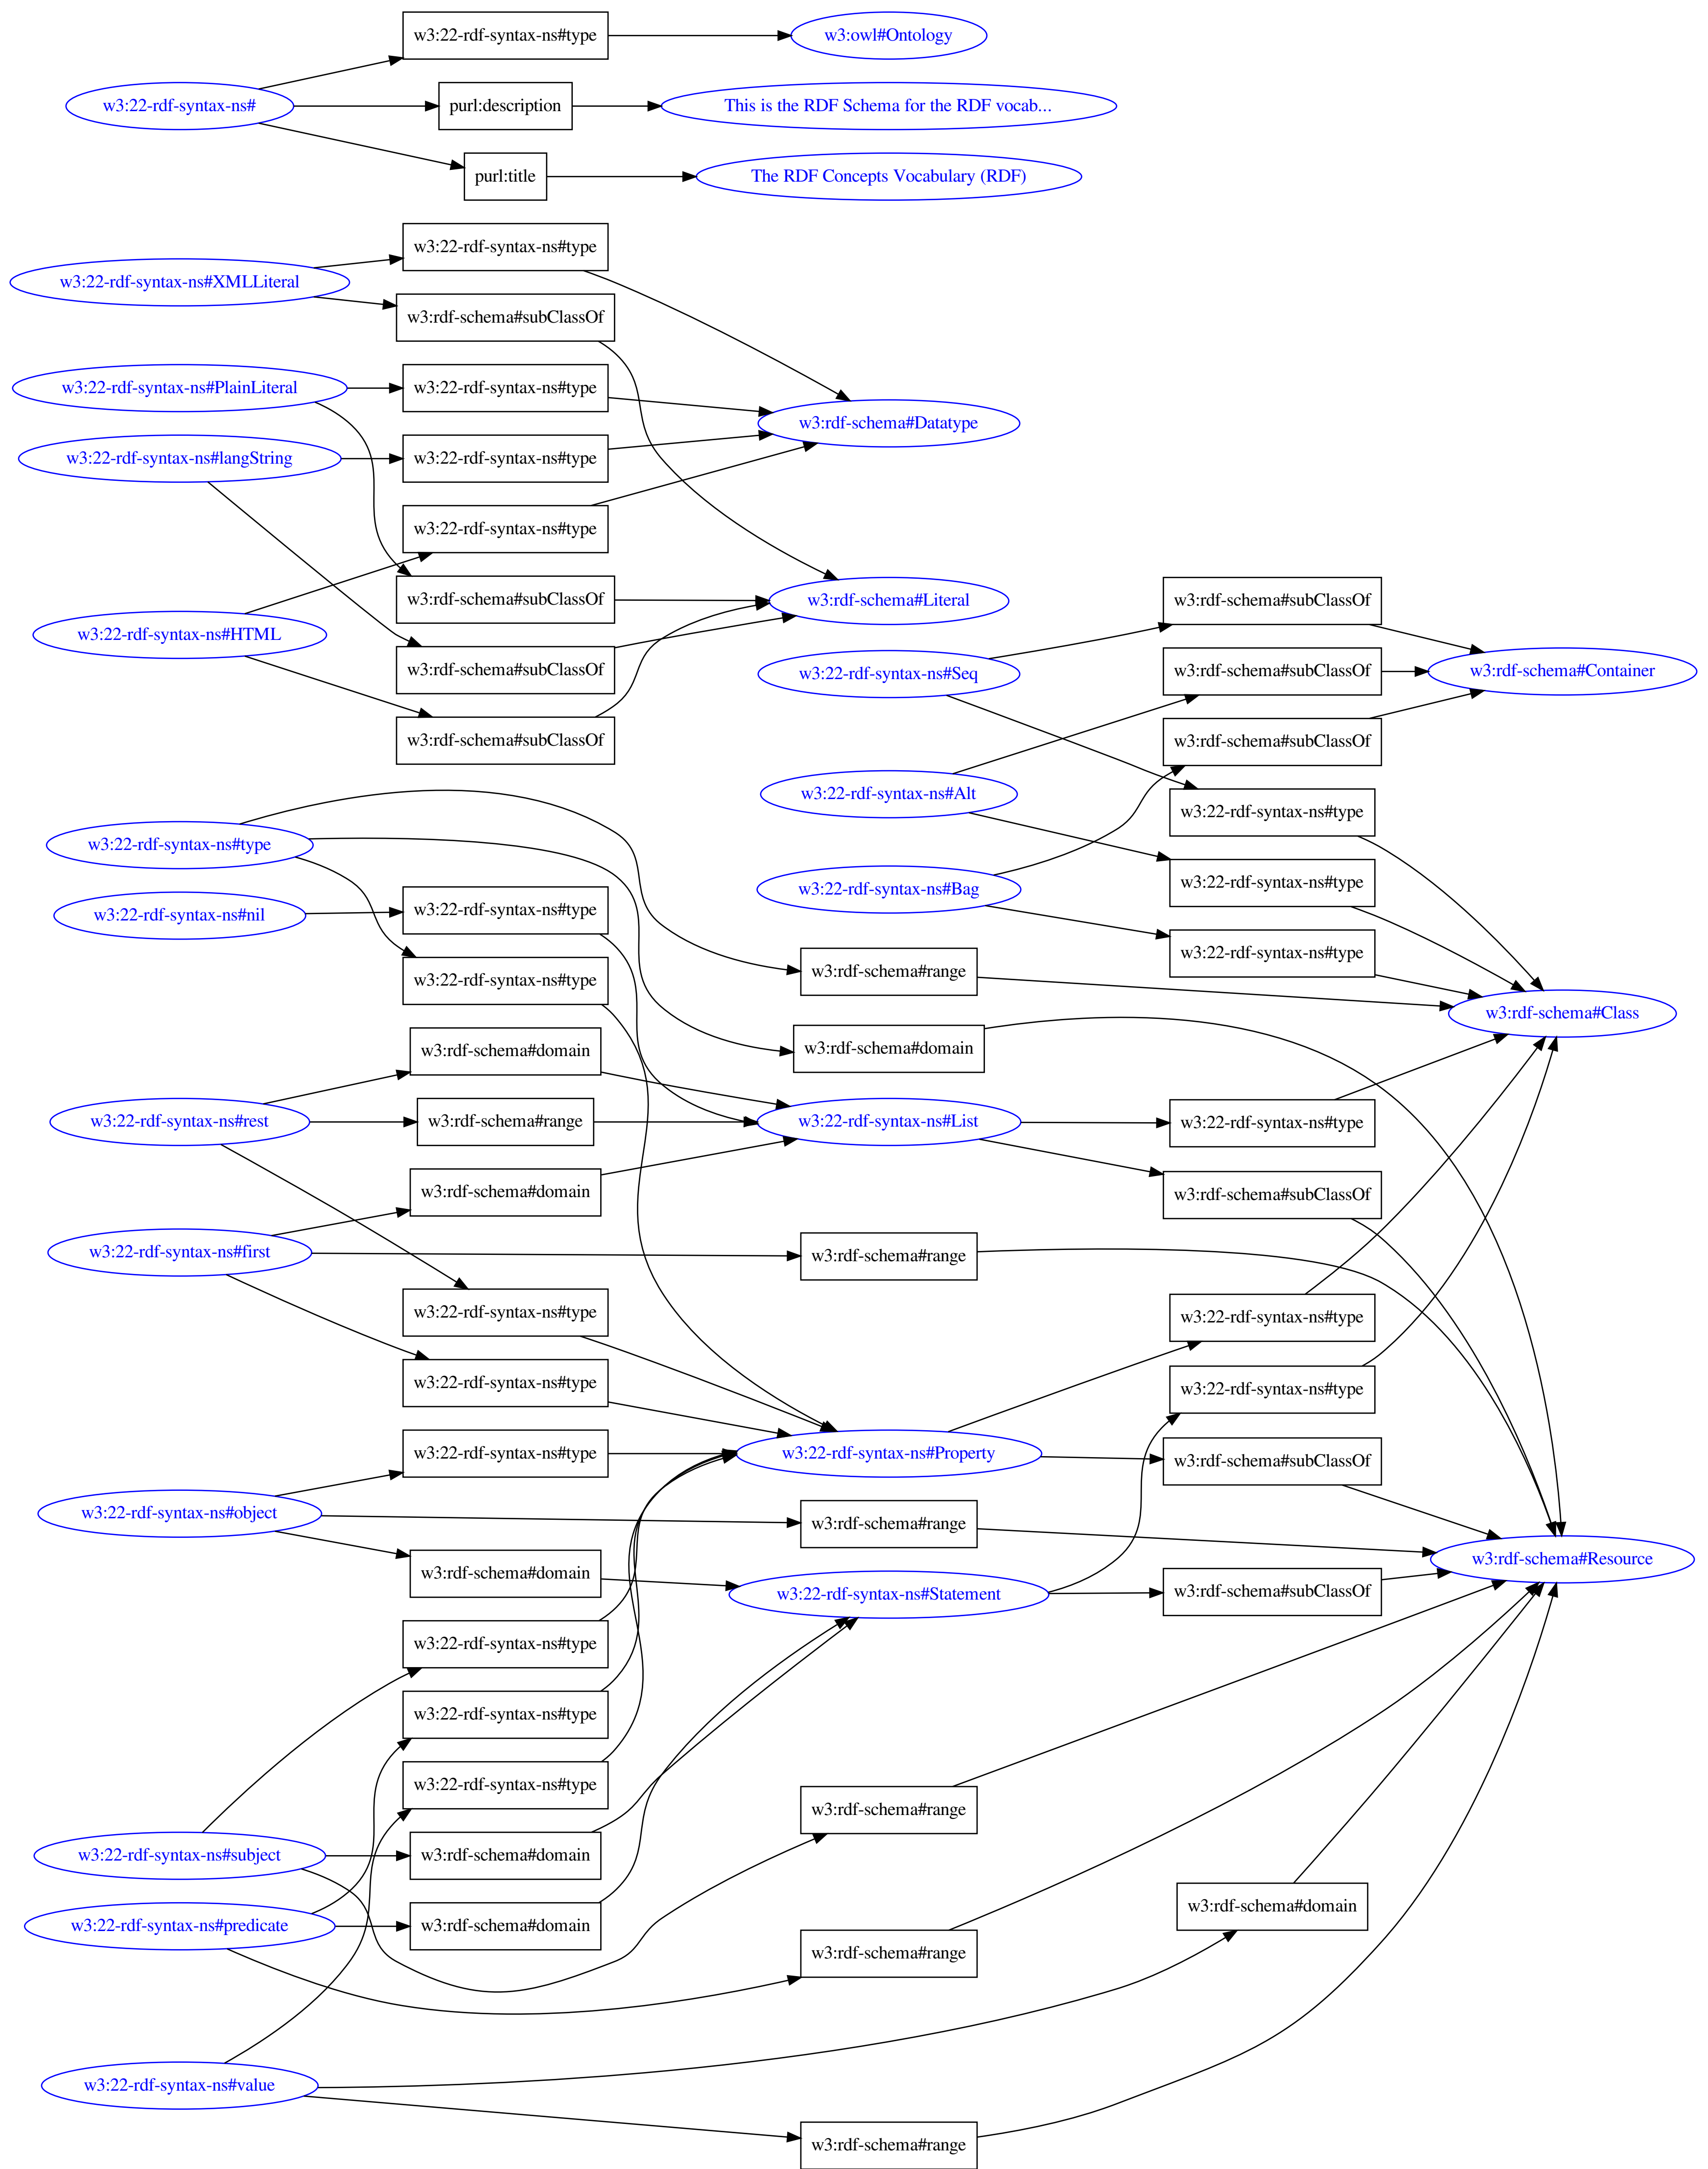 w3:22-rdf-syntax-ns#type
w3:owl#Ontology
w3:22-rdf-syntax-ns#
purl:description
This is the RDF Schema for the RDF vocab...
purl:title
The RDF Concepts Vocabulary (RDF)
w3:22-rdf-syntax-ns#type
w3:22-rdf-syntax-ns#XMLLiteral
w3:rdf-schema#subClassOf
w3:22-rdf-syntax-ns#PlainLiteral
w3:22-rdf-syntax-ns#type
w3:rdf-schema#Datatype
w3:22-rdf-syntax-ns#langString
w3:22-rdf-syntax-ns#type
w3:22-rdf-syntax-ns#type
w3:rdf-schema#subClassOf
w3:rdf-schema#Literal
w3:rdf-schema#subClassOf
w3:22-rdf-syntax-ns#HTML
w3:rdf-schema#subClassOf
w3:22-rdf-syntax-ns#Seq
w3:rdf-schema#subClassOf
w3:rdf-schema#Container
w3:rdf-schema#subClassOf
w3:rdf-schema#subClassOf
w3:22-rdf-syntax-ns#Alt
w3:22-rdf-syntax-ns#type
w3:22-rdf-syntax-ns#type
w3:22-rdf-syntax-ns#type
w3:22-rdf-syntax-ns#Bag
w3:22-rdf-syntax-ns#type
w3:22-rdf-syntax-ns#nil
w3:22-rdf-syntax-ns#type
w3:22-rdf-syntax-ns#type
w3:rdf-schema#range
w3:rdf-schema#Class
w3:rdf-schema#domain
w3:rdf-schema#domain
w3:22-rdf-syntax-ns#rest
w3:rdf-schema#range
w3:22-rdf-syntax-ns#List
w3:22-rdf-syntax-ns#type
w3:rdf-schema#domain
w3:rdf-schema#subClassOf
w3:22-rdf-syntax-ns#first
w3:rdf-schema#range
w3:22-rdf-syntax-ns#type
w3:22-rdf-syntax-ns#type
w3:22-rdf-syntax-ns#type
w3:22-rdf-syntax-ns#type
w3:22-rdf-syntax-ns#type
w3:22-rdf-syntax-ns#Property
w3:rdf-schema#subClassOf
w3:22-rdf-syntax-ns#object
w3:rdf-schema#range
w3:rdf-schema#Resource
w3:rdf-schema#domain
w3:22-rdf-syntax-ns#Statement
w3:rdf-schema#subClassOf
w3:22-rdf-syntax-ns#type
w3:22-rdf-syntax-ns#type
w3:22-rdf-syntax-ns#type
w3:rdf-schema#range
w3:22-rdf-syntax-ns#subject
w3:rdf-schema#domain
w3:rdf-schema#domain
w3:22-rdf-syntax-ns#predicate
w3:rdf-schema#domain
w3:rdf-schema#range
w3:22-rdf-syntax-ns#value
w3:rdf-schema#range